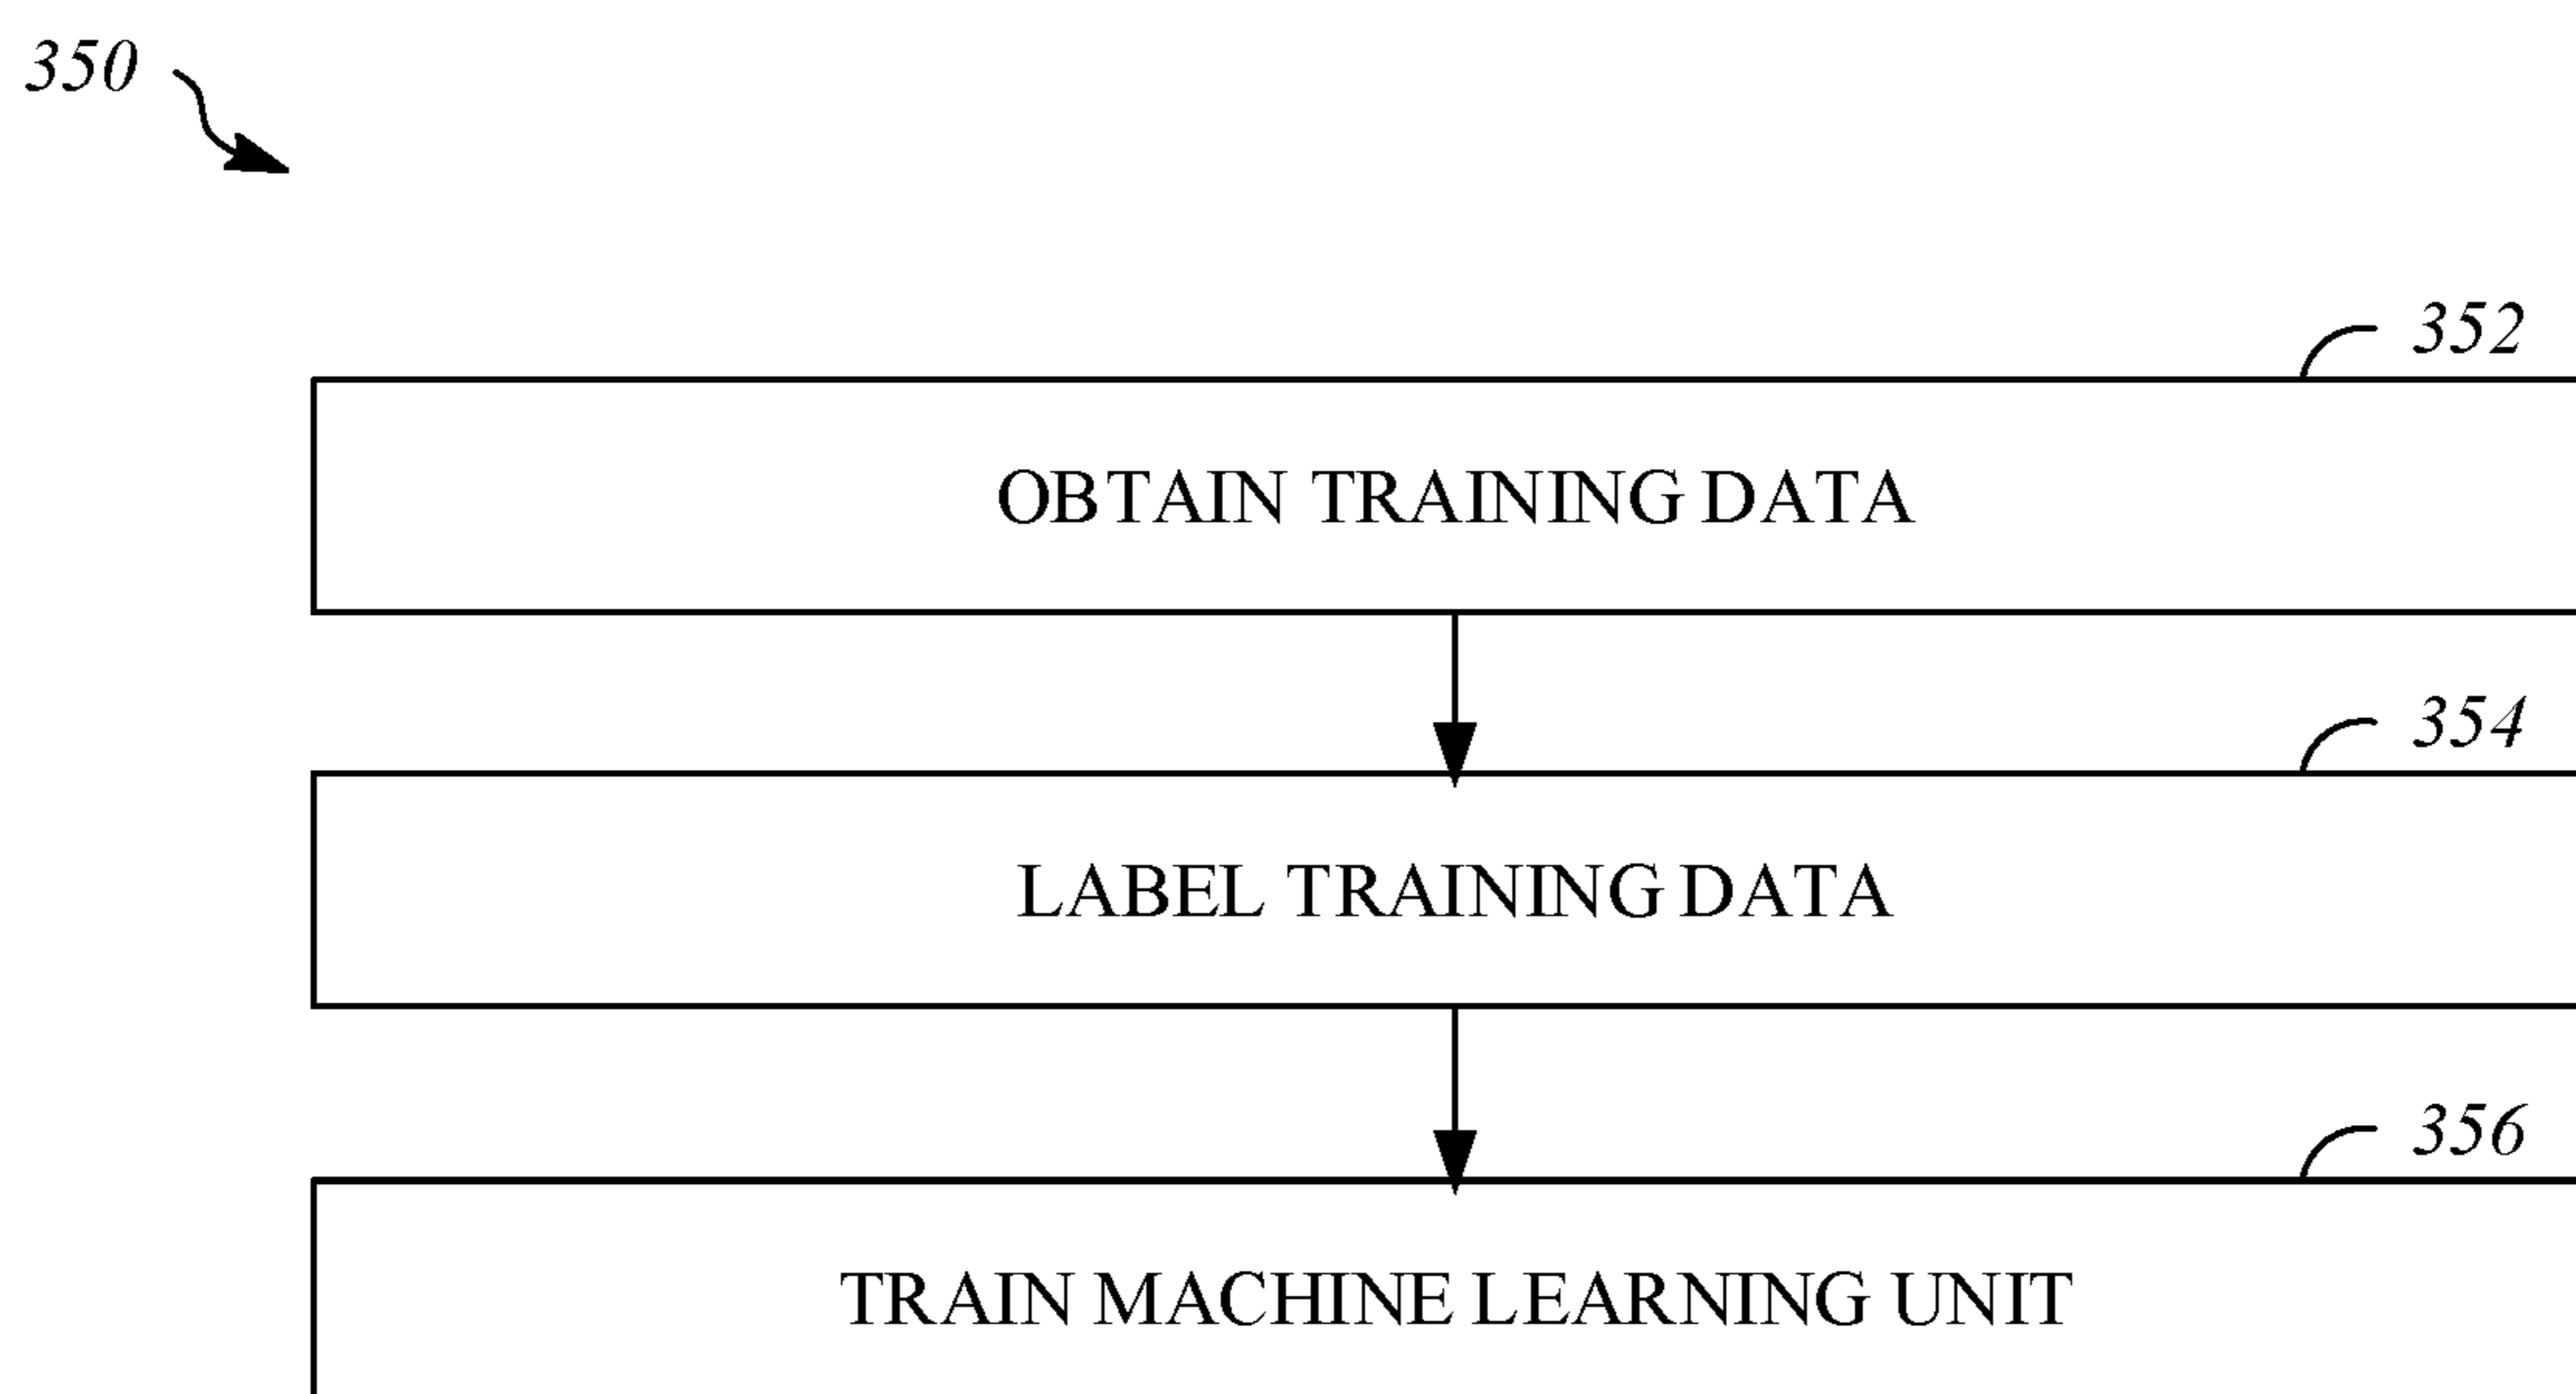 350
352
OBTAIN TRAINING DATA
354
LABEL TRAINING DATA
356
TRAIN MACHINE LEARNING UNIT